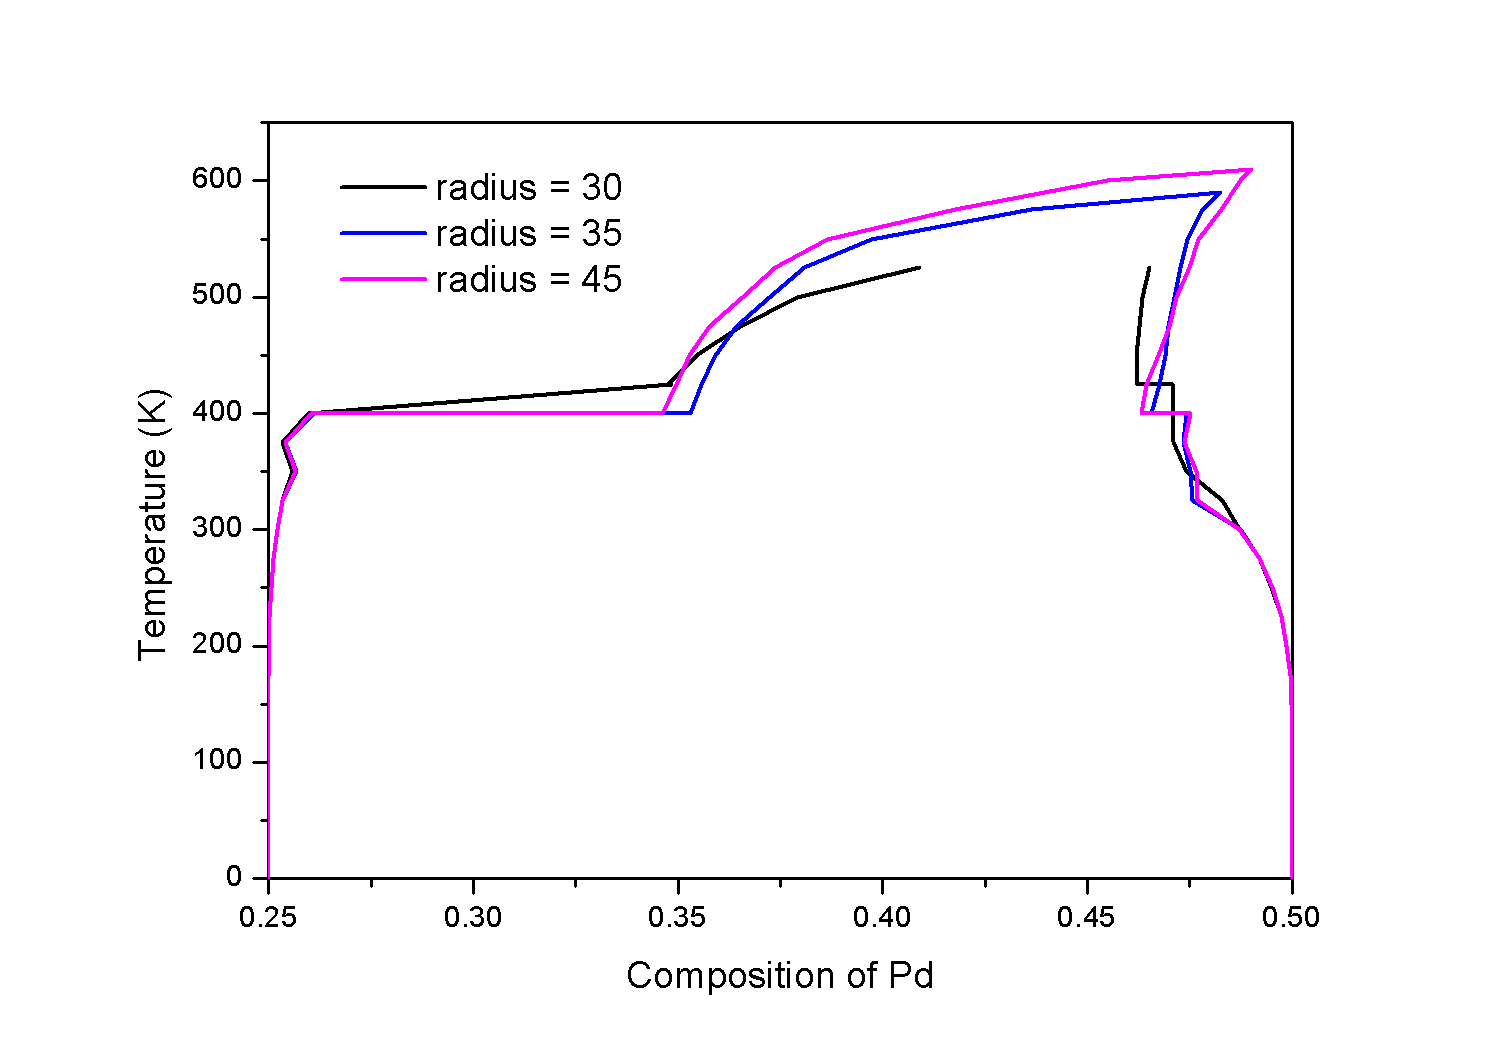 radius = 30
radius = 35
radius = 45
600
500
400
300
200
100
0
Temperature (K)
0.25 0.30 0.35 0.40 0.45 0.50
Composition of Pd